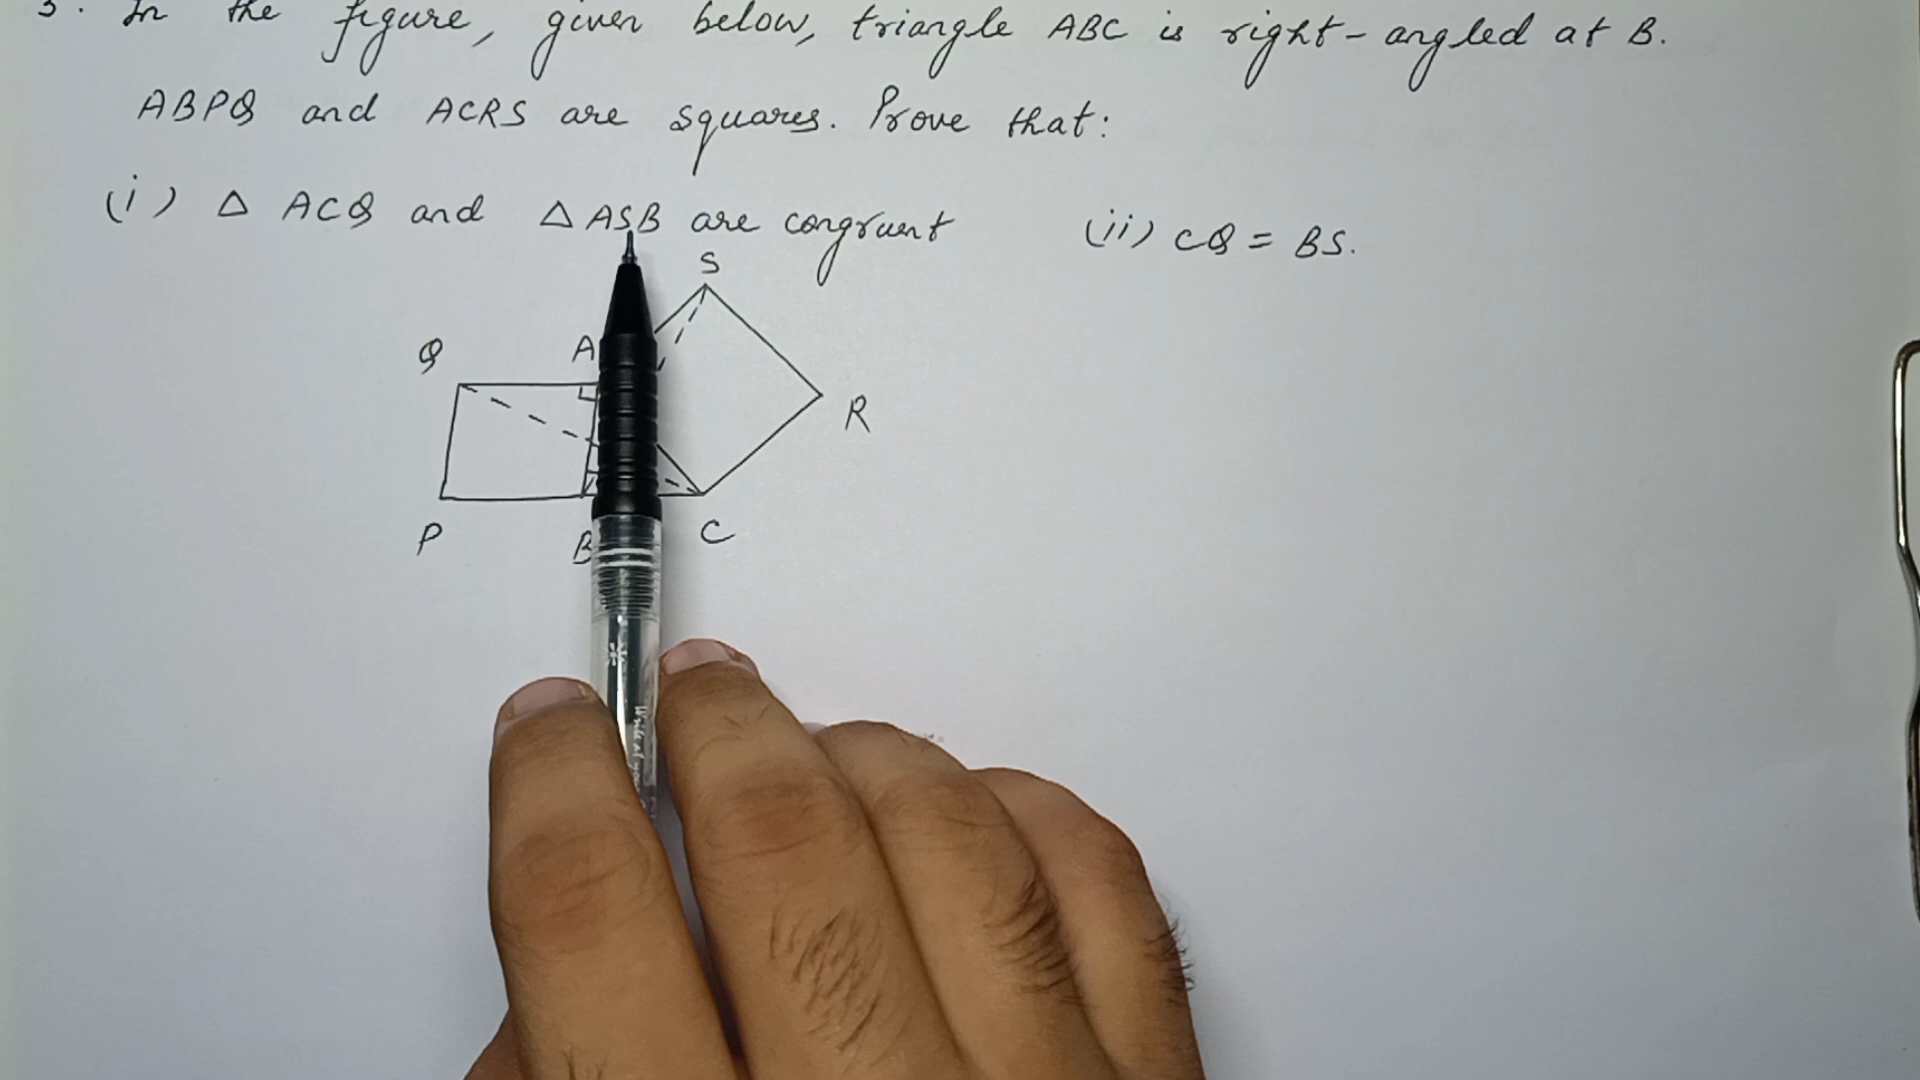 3. In the figure, given below, triangle ABC is right-angled at B.
ABPQ and ACRS are squares. Prove that:
(i) △ ACQ and △ ASB are congruent (ii) CQ = BS.
S
Q A
R
P B C